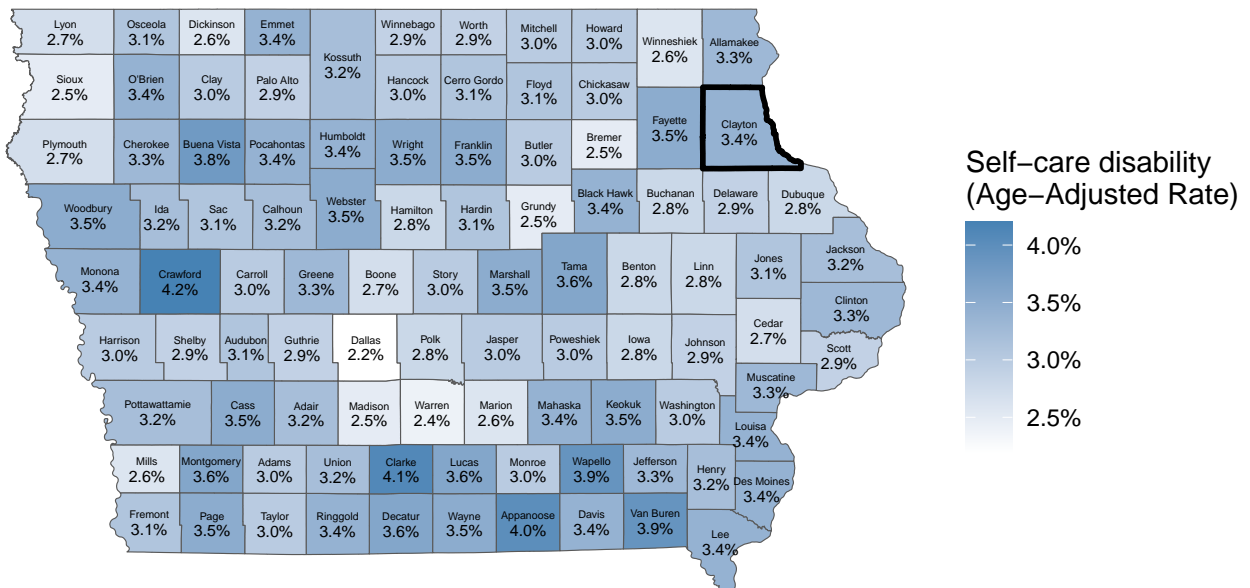 Lyon
2.7%
Osceola
3.1%
Dickinson
2.6%
Emmet
3.4%
Kossuth
3.2%
Winnebago
2.9%
Worth
2.9%
Mitchell
3.0%
Howard
3.0%
Winneshiek
2.6%
Allamakee
3.3%
Sioux
2.5%
O'Brien
3.4%
Clay
3.0%
Palo Alto
2.9%
Hancock
3.0%
Cerro Gordo
3.1%
Floyd
3.1%
Chickasaw
3.0%
Fayette
3.5%
Clayton
3.4%
Plymouth
2.7%
Cherokee
3.3%
Buena Vista
3.8%
Pocahontas
3.4%
Humboldt
3.4%
Wright
3.5%
Franklin
3.5%
Butler
3.0%
Bremer
2.5%
Woodbury
3.5%
Ida
3.2%
Sac
3.1%
Calhoun
3.2%
Webster
3.5%
Hamilton
2.8%
Hardin
3.1%
Grundy
2.5%
Black Hawk
3.4%
Buchanan
2.8%
Delaware
2.9%
Dubuque
2.8%
Monona
3.4%
Crawford
4.2%
Carroll
3.0%
Greene
3.3%
Boone
2.7%
Story
3.0%
Marshall
3.5%
Tama
3.6%
Benton
2.8%
Linn
2.8%
Jones
3.1%
Jackson
3.2%
Clinton
3.3%
Harrison
3.0%
Shelby
2.9%
Audubon
3.1%
Guthrie
2.9%
Dallas
2.2%
Polk
2.8%
Jasper
3.0%
Poweshiek
3.0%
Iowa
2.8%
Johnson
2.9%
Cedar
2.7%
Scott
2.9%
Muscatine
3.3%
Pottawattamie
3.2%
Cass
3.5%
Adair
3.2%
Madison
2.5%
Warren
2.4%
Marion
2.6%
Mahaska
3.4%
Keokuk
3.5%
Washington
3.0%
Louisa
3.4%
Mills
2.6%
Montgomery
3.6%
Adams
3.0%
Union
3.2%
Clarke
4.1%
Lucas
3.6%
Monroe
3.0%
Wapello
3.9%
Jefferson
3.3%
Henry
3.2%
Des Moines
3.4%
Fremont
3.1%
Page
3.5%
Taylor
3.0%
Ringgold
3.4%
Decatur
3.6%
Wayne
3.5%
Appanoose
4.0%
Davis
3.4%
Van Buren
3.9%
Lee
3.4%
Self−care disability
(Age−Adjusted Rate)
4.0%
3.5%
3.0%
2.5%